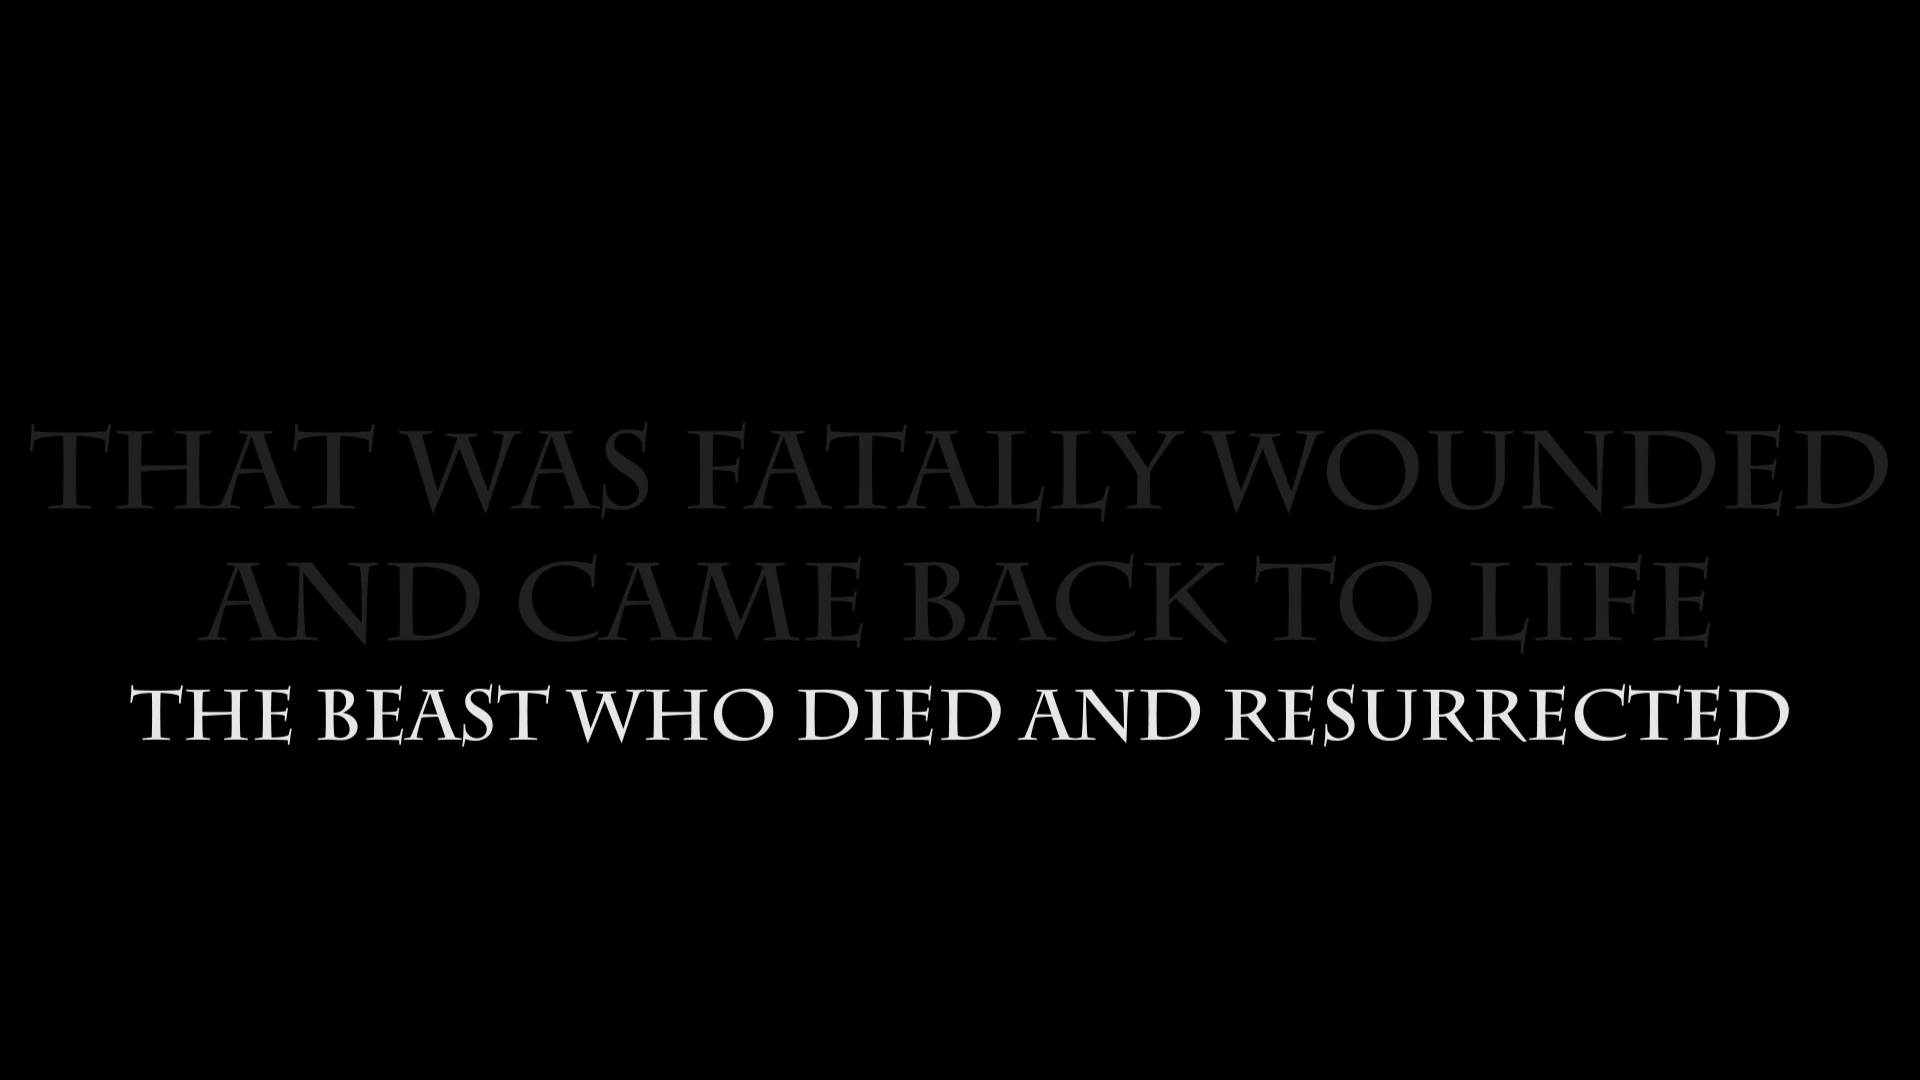 THAT WAS FATALLY WOUNDED
AND CAME BACK TO LIFE
THE BEAST WHO DIED AND RESURRECTED